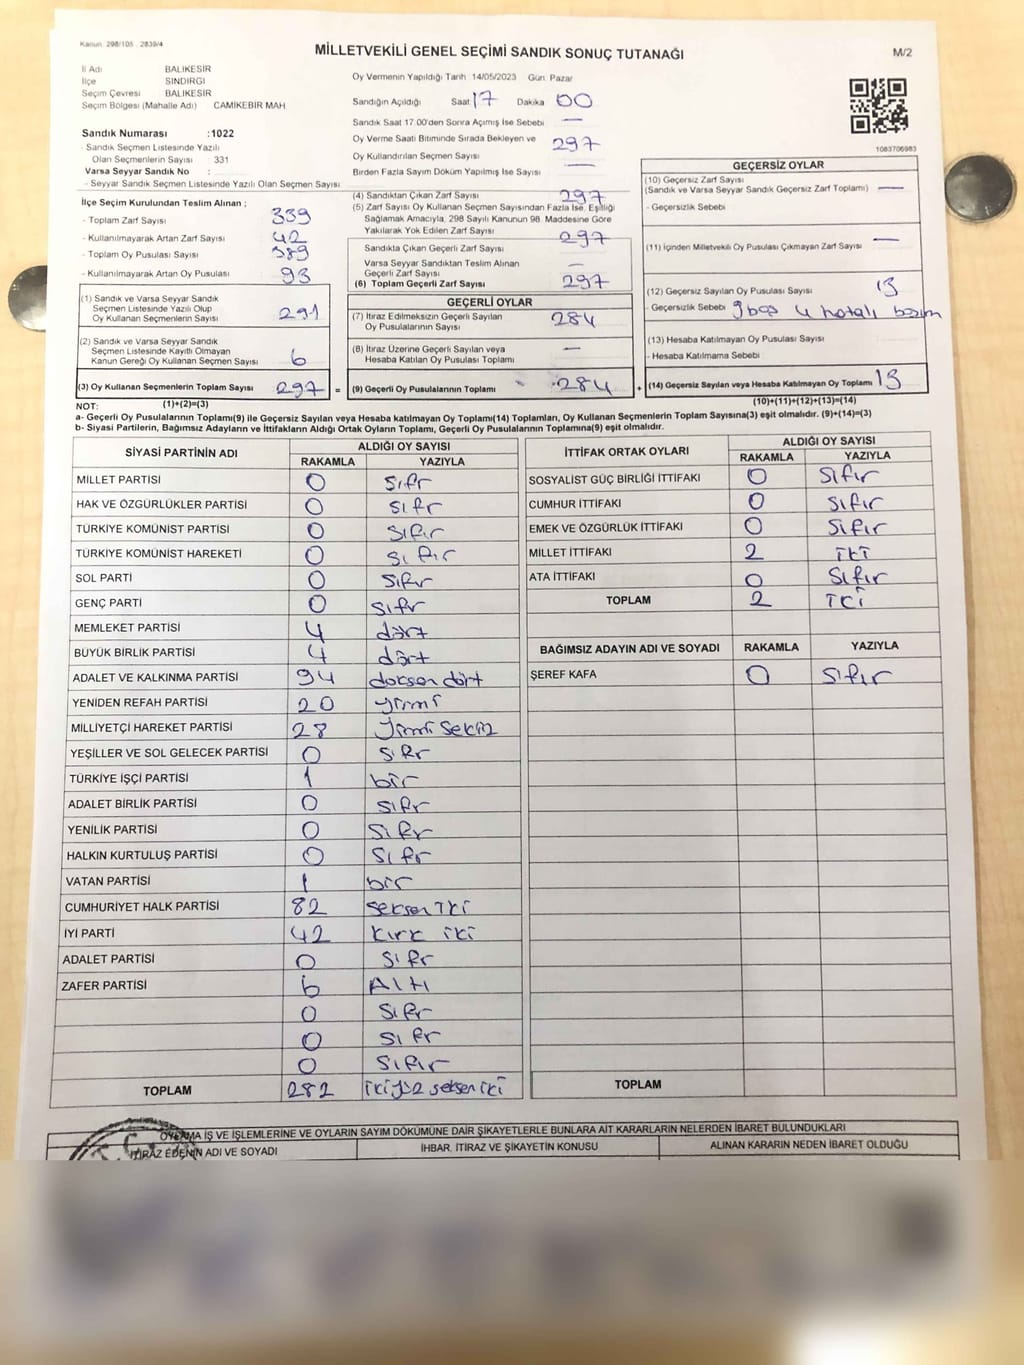 Kanun: 298/105 , 2839/4
MİLLETVEKİLİ GENEL SEÇİMİ SANDIK SONUÇ TUTANAĞI
M/2
İl Adı BALIKESİR
İlçe SINDIRGI
Seçim Çevresi BALIKESİR
Seçim Bölgesi (Mahalle Adı) CAMİKEBİR MAH
Sandık Numarası :1022
- Sandık Seçmen Listesinde Yazılı
Olan Seçmenlerin Sayısı : 331
Varsa Seyyar Sandık No :
- Seyyar Sandık Seçmen Listesinde Yazılı Olan Seçmen Sayısı
İlçe Seçim Kurulundan Teslim Alınan ;
- Toplam Zarf Sayısı 339
- Kullanılmayarak Artan Zarf Sayısı 42
- Toplam Oy Pusulası Sayısı 389
- Kullanılmayarak Artan Oy Pusulası 93
(1) Sandık ve Varsa Seyyar Sandık
Seçmen Listesinde Yazılı Olup
Oy Kullanan Seçmenlerin Sayısı 291
(2) Sandık ve Varsa Seyyar Sandık
Seçmen Listesinde Kayıtlı Olmayan
Kanun Gereği Oy Kullanan Seçmen Sayısı 6
(3) Oy Kullanan Seçmenlerin Toplam Sayısı 297 =
(1)+(2)=(3)
Oy Vermenin Yapıldığı Tarih 14/05/2023 Gün: Pazar
Sandığın Açıldığı Saat 17 Dakika 00
Sandık Saat 17:00'den Sonra Açımış İse Sebebi —
Oy Verme Saati Bitiminde Sırada Bekleyen ve
Oy Kullandırılan Seçmen Sayısı 297
Birden Fazla Sayım Döküm Yapılmış İse Sayısı —
(4) Sandıktan Çıkan Zarf Sayısı 297
(5) Zarf Sayısı Oy Kullanan Seçmen Sayısından Fazla İse, Eşitliği
Sağlamak Amacıyla, 298 Sayılı Kanunun 98. Maddesine Göre
Yakılarak Yok Edilen Zarf Sayısı
Sandıkta Çıkan Geçerli Zarf Sayısı 297
Varsa Seyyar Sandıktan Teslim Alınan
Geçerli Zarf Sayısı —
(6) Toplam Geçerli Zarf Sayısı 297
GEÇERLİ OYLAR
(7) İtiraz Edilmeksizin Geçerli Sayılan
Oy Pusulalarının Sayısı 284
(8) İtiraz Üzerine Geçerli Sayılan veya
Hesaba Katılan Oy Pusulası Toplamı —
(9) Geçerli Oy Pusulalarının Toplamı 284 +
1083706983
GEÇERSİZ OYLAR
(10) Geçersiz Zarf Sayısı
(Sandık ve Varsa Seyyar Sandık Geçersiz Zarf Toplamı) —
- Geçersizlik Sebebi
(11) İçinden Milletvekili Oy Pusulası Çıkmayan Zarf Sayısı —
(12) Geçersiz Sayılan Oy Pusulası Sayısı 13
- Geçersizlik Sebebi 9 boş 4 hatalı basım
(13) Hesaba Katılmayan Oy Pusulası Sayısı
- Hesaba Katılmama Sebebi
(14) Geçersiz Sayılan veya Hesaba Katılmayan Oy Toplamı 13
(10)+(11)+(12)+(13)=(14)
NOT:
a- Geçerli Oy Pusulalarının Toplamı(9) ile Geçersiz Sayılan veya Hesaba katılmayan Oy Toplamı(14) Toplamları, Oy Kullanan Seçmenlerin Toplam Sayısına(3) eşit olmalıdır. (9)+(14)=(3)
b- Siyasi Partilerin, Bağımsız Adayların ve İttifakların Aldığı Ortak Oyların Toplamı, Geçerli Oy Pusulalarının Toplamına(9) eşit olmalıdır.
SİYASİ PARTİNİN ADI ALDIĞI OY SAYISI
RAKAMLA YAZIYLA
MİLLET PARTİSİ 0 sıfr
HAK VE ÖZGÜRLÜKLER PARTİSİ 0 sıfr
TÜRKİYE KOMÜNİST PARTİSİ 0 sıfır
TÜRKİYE KOMÜNİST HAREKETİ 0 sıfır
SOL PARTİ 0 sıfır
GENÇ PARTİ 0 sıfr
MEMLEKET PARTİSİ 4 dört
BÜYÜK BİRLİK PARTİSİ 4 dört
ADALET VE KALKINMA PARTİSİ 94 doksan dört
YENİDEN REFAH PARTİSİ 20 yirmi
MİLLİYETÇİ HAREKET PARTİSİ 28 yirmi sekiz
YEŞİLLER VE SOL GELECEK PARTİSİ 0 sıfır
TÜRKİYE İŞÇİ PARTİSİ 1 bir
ADALET BİRLİK PARTİSİ 0 sıfr
YENİLİK PARTİSİ 0 sıfr
HALKIN KURTULUŞ PARTİSİ 0 sıfr
VATAN PARTİSİ 1 bir
CUMHURİYET HALK PARTİSİ 82 seksen iki
İYİ PARTİ 42 kırk iki
ADALET PARTİSİ 0 sıfr
ZAFER PARTİSİ 6 Altı
0 sıfr
0 sıfr
0 sıfır
TOPLAM 282 ikiyüz seksen iki
İTTİFAK ORTAK OYLARI ALDIĞI OY SAYISI
RAKAMLA YAZIYLA
SOSYALİST GÜÇ BİRLİĞİ İTTİFAKI 0 sıfır
CUMHUR İTTİFAKI 0 sıfır
EMEK VE ÖZGÜRLÜK İTTİFAKI 0 sıfır
MİLLET İTTİFAKI 2 iki
ATA İTTİFAKI 0 sıfır
TOPLAM 2 iki
BAĞIMSIZ ADAYIN ADI VE SOYADI RAKAMLA YAZIYLA
ŞEREF KAFA 0 sıfır
TOPLAM
OYLAMA İŞ VE İŞLEMLERİNE VE OYLARIN SAYIM DÖKÜMÜNE DAİR ŞİKAYETLERLE BUNLARA AİT KARARLARIN NELERDEN İBARET BULUNDUKLARI
İTİRAZ EDENİN ADI VE SOYADI İHBAR, İTİRAZ VE ŞİKAYETİN KONUSU ALINAN KARARIN NEDEN İBARET OLDUĞU